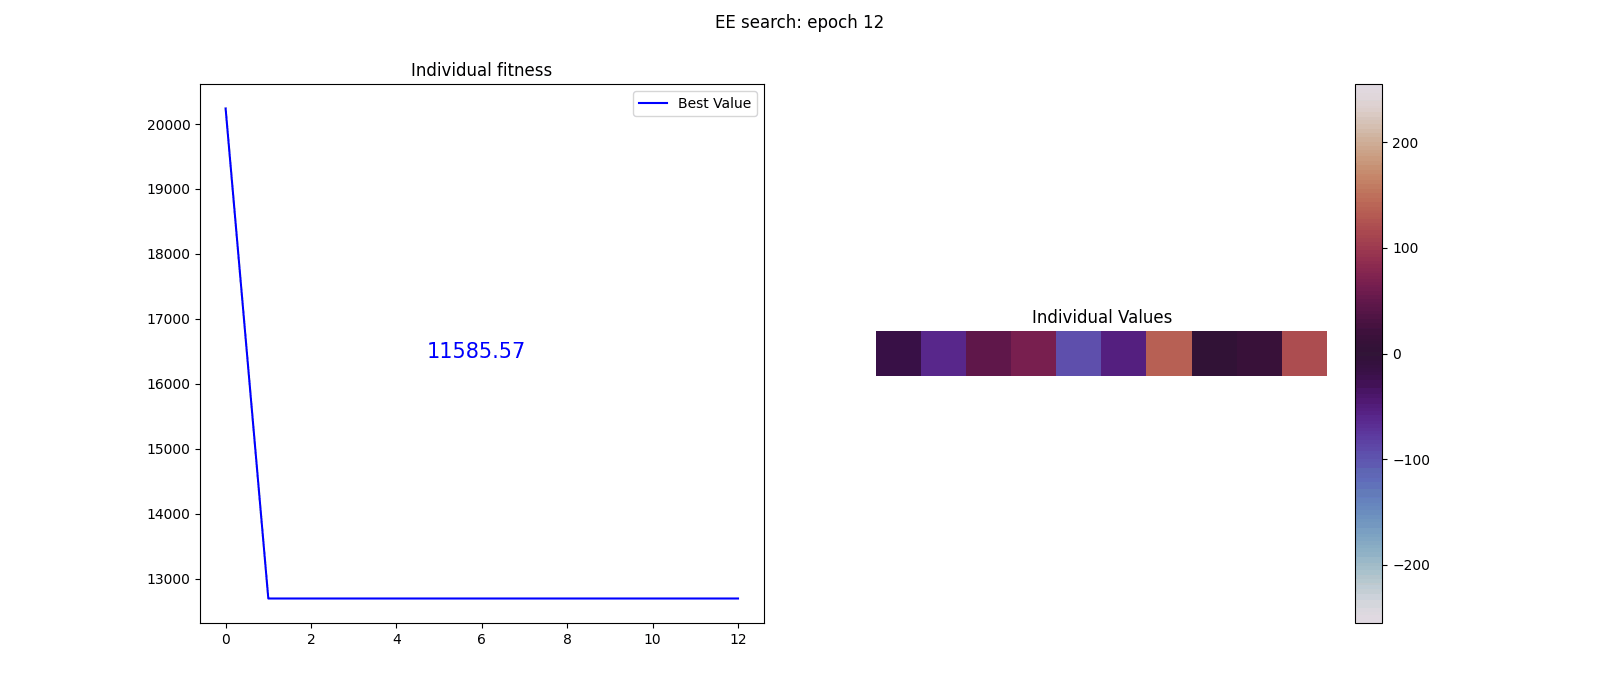 EE search: epoch 12
Individual fitness
Best Value
20000
19000
18000
17000
16000
15000
14000
13000
11585.57
0 2 4 6 8 10 12
Individual Values
200
100
0
−100
−200